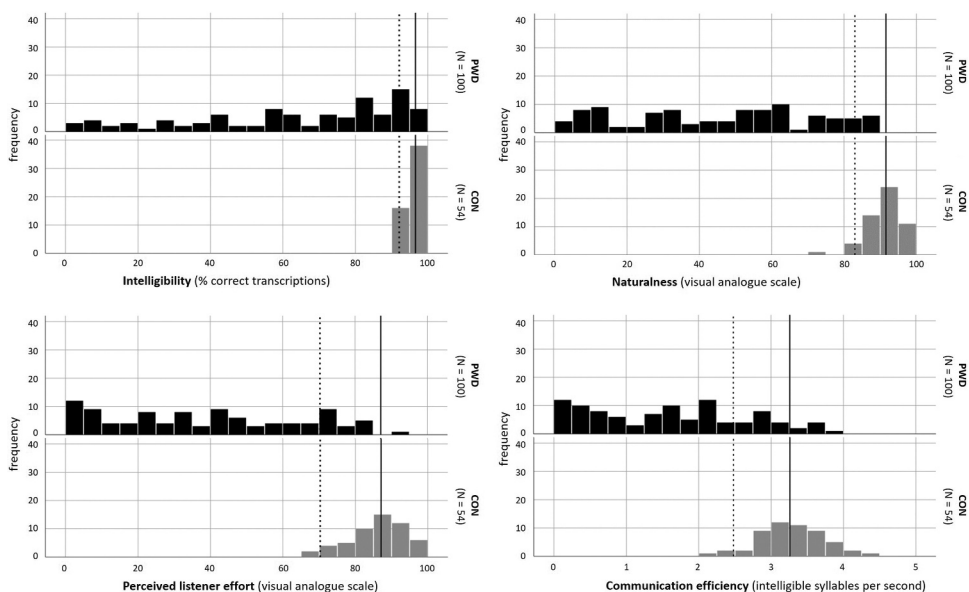 frequency
40
30
20
10
0
PWD
(N = 100)
40
30
20
10
0
CON
(N = 54)
0 20 40 60 80 100
Intelligibility (% correct transcriptions)
frequency
40
30
20
10
0
PWD
(N = 100)
40
30
20
10
0
CON
(N = 54)
0 20 40 60 80 100
Naturalness (visual analogue scale)
frequency
40
30
20
10
0
PWD
(N = 100)
40
30
20
10
0
CON
(N = 54)
0 20 40 60 80 100
Perceived listener effort (visual analogue scale)
frequency
40
30
20
10
0
PWD
(N = 100)
40
30
20
10
0
CON
(N = 54)
0 1 2 3 4 5
Communication efficiency (intelligible syllables per second)